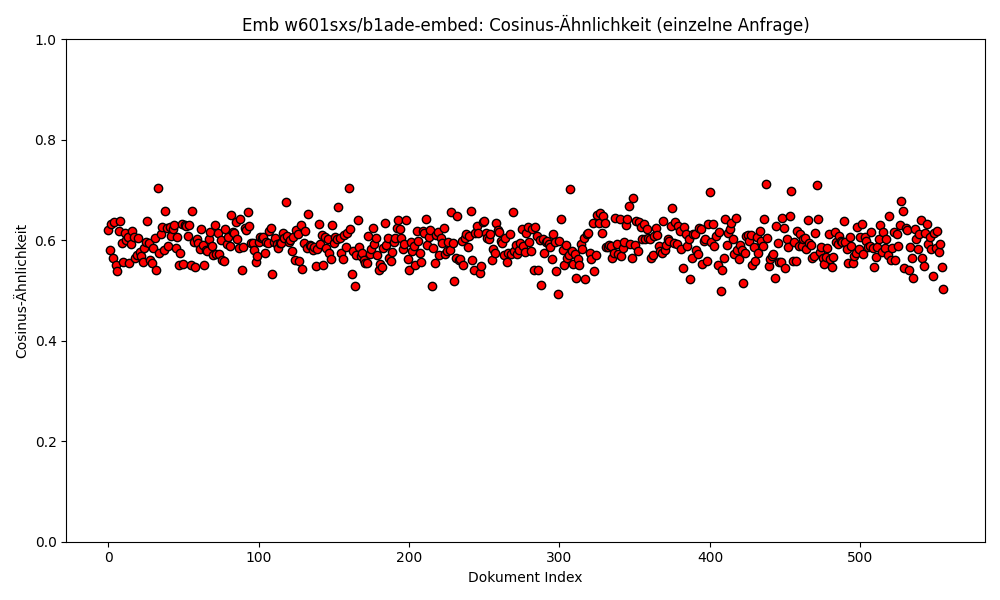 Emb w601sxs/b1ade-embed: Cosinus-Ähnlichkeit (einzelne Anfrage)
Cosinus-Ähnlichkeit
1.0
0.8
0.6
0.4
0.2
0.0
0 100 200 300 400 500
Dokument Index